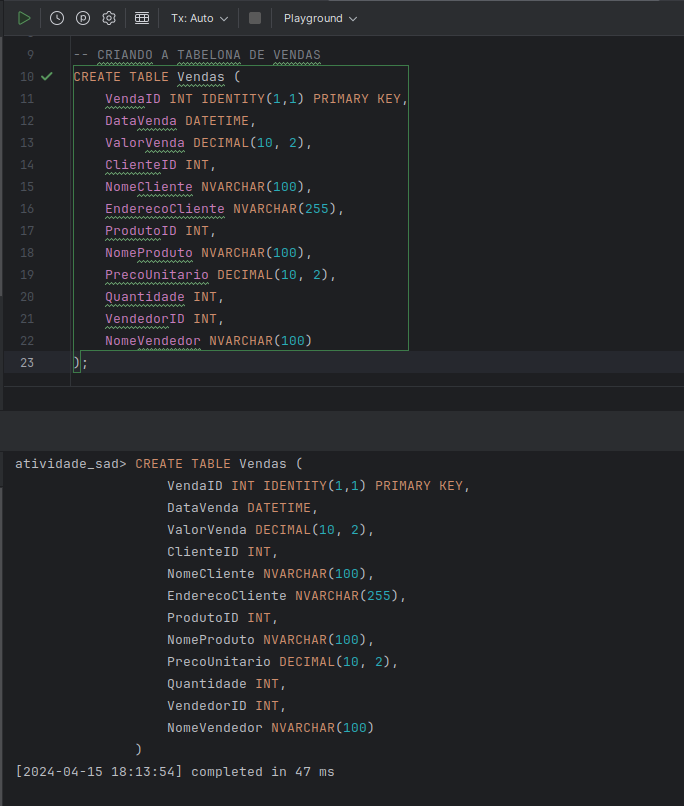 Tx: Auto Playground
9 -- CRIANDO A TABELONA DE VENDAS
10 CREATE TABLE Vendas (
11 VendaID INT IDENTITY(1,1) PRIMARY KEY,
12 DataVenda DATETIME,
13 ValorVenda DECIMAL(10, 2),
14 ClienteID INT,
15 NomeCliente NVARCHAR(100),
16 EnderecoCliente NVARCHAR(255),
17 ProdutoID INT,
18 NomeProduto NVARCHAR(100),
19 PrecoUnitario DECIMAL(10, 2),
20 Quantidade INT,
21 VendedorID INT,
22 NomeVendedor NVARCHAR(100)
23 );
atividade_sad> CREATE TABLE Vendas (
VendaID INT IDENTITY(1,1) PRIMARY KEY,
DataVenda DATETIME,
ValorVenda DECIMAL(10, 2),
ClienteID INT,
NomeCliente NVARCHAR(100),
EnderecoCliente NVARCHAR(255),
ProdutoID INT,
NomeProduto NVARCHAR(100),
PrecoUnitario DECIMAL(10, 2),
Quantidade INT,
VendedorID INT,
NomeVendedor NVARCHAR(100)
)
[2024-04-15 18:13:54] completed in 47 ms